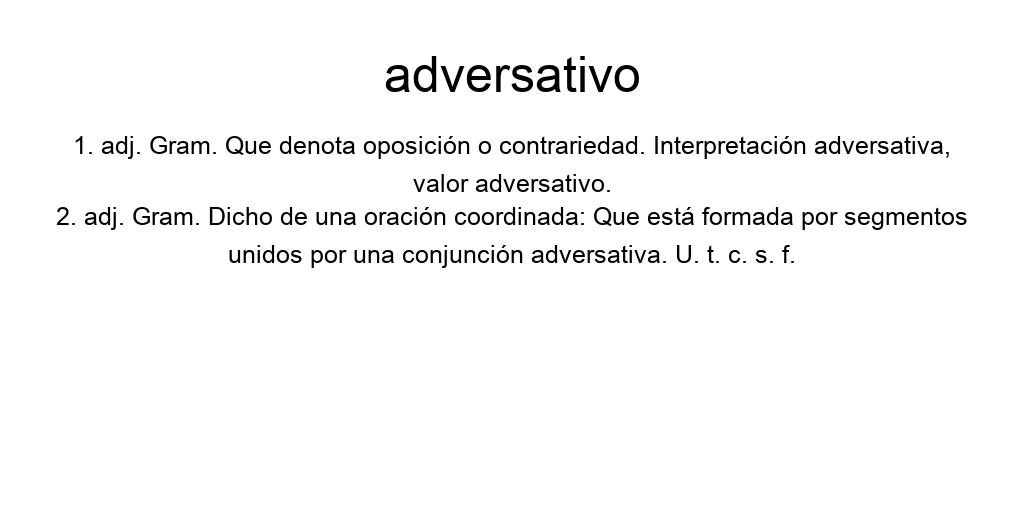 adversativo
1. adj. Gram. Que denota oposición o contrariedad. Interpretación adversativa,
valor adversativo.
2. adj. Gram. Dicho de una oración coordinada: Que está formada por segmentos
unidos por una conjunción adversativa. U. t. c. s. f.